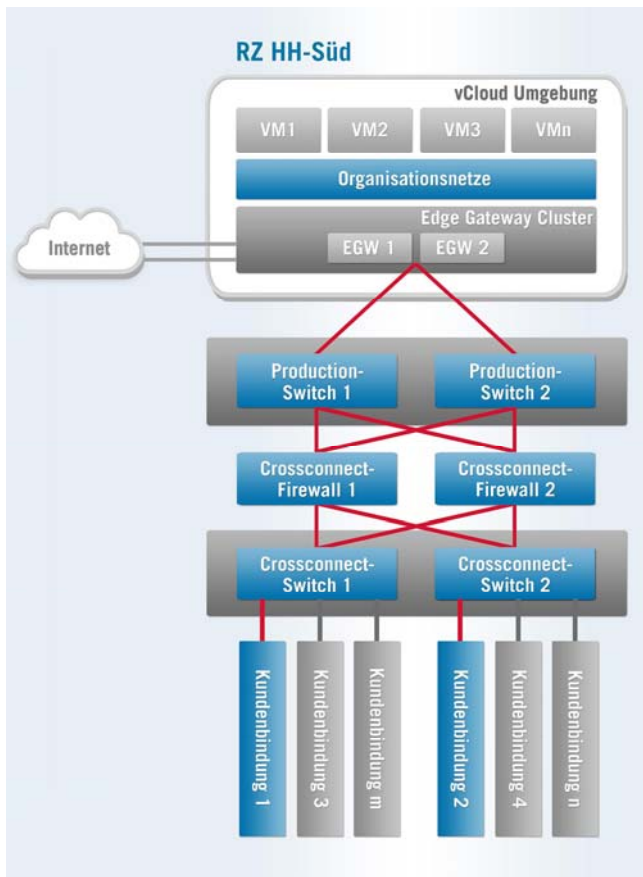 RZ HH-Süd
vCloud Umgebung
VM1
VM2
VM3
VMn
Organisationsnetze
Edge Gateway Cluster
EGW 1
EGW 2
Internet
Production-
Switch 1
Production-
Switch 2
Crossconnect-
Firewall 1
Crossconnect-
Firewall 2
Crossconnect-
Switch 1
Crossconnect-
Switch 2
Kundenbindung 1
Kundenbindung 3
Kundenbindung m
Kundenbindung 2
Kundenbindung 4
Kundenbindung n